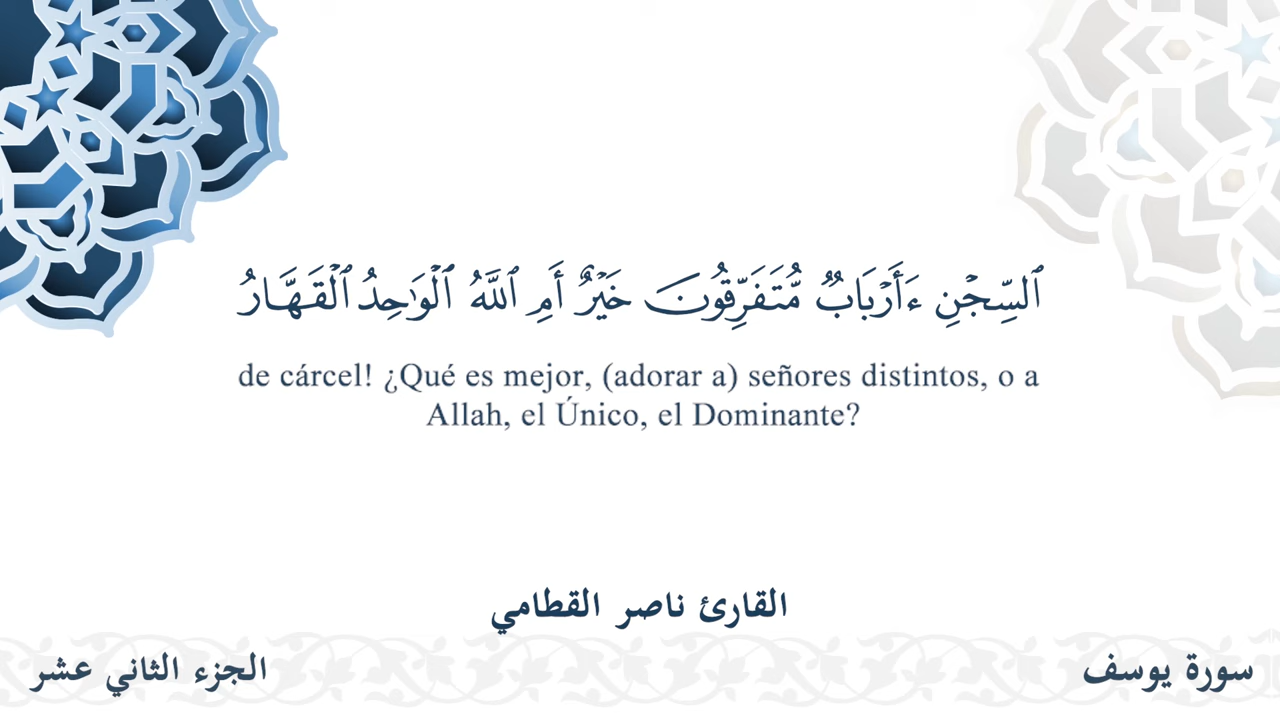 ٱلسِّجْنِ ءَأَرْبَابٌ مُّتَفَرِّقُونَ خَيْرٌ أَمِ ٱللَّهُ ٱلْوَٰحِدُ ٱلْقَهَّارُ
de cárcel! ¿Qué es mejor, (adorar a) señores distintos, o a
Allah, el Único, el Dominante?
القارئ ناصر القطامي
سورة يوسف
الجزء الثاني عشر